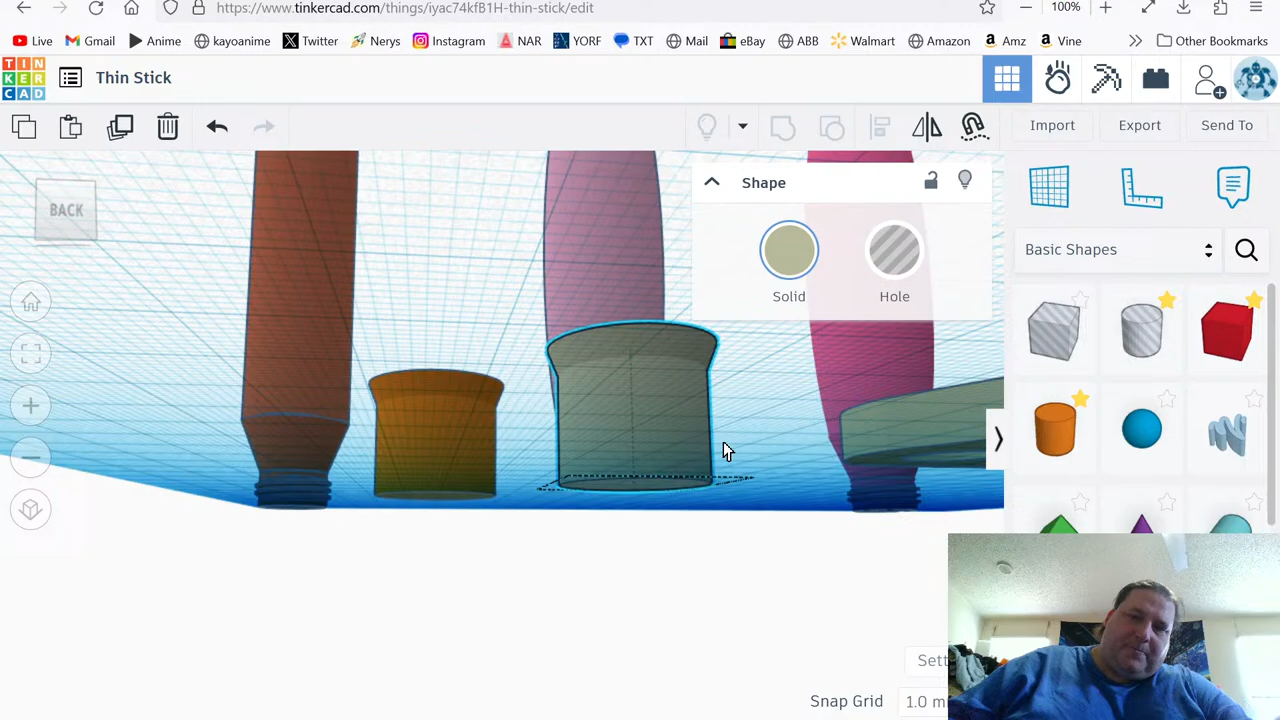 https://www.tinkercad.com/things/iyac74kfB1H-thin-stick/edit
100%
Live
Gmail
Anime
kayoanime
Twitter
Nerys
Instagram
NAR
YORF
TXT
Mail
eBay
ABB
Walmart
Amazon
Amz
Vine
Other Bookmarks
TIN
KER
CAD
Thin Stick
Import
Export
Send To
BACK
Shape
Solid
Hole
Basic Shapes
Sett
Snap Grid
1.0 m